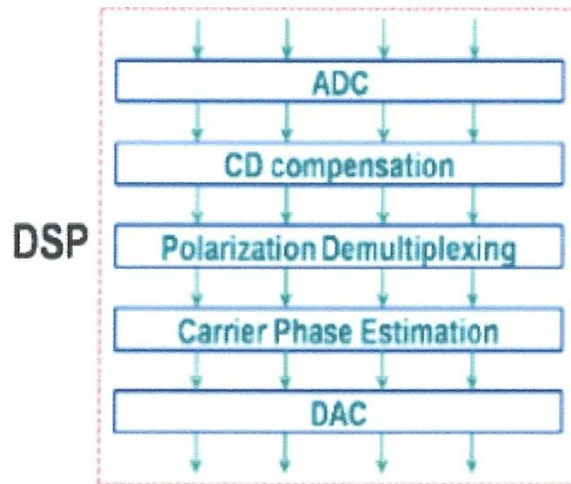 ADC
CD compensation
DSP
Polarization Demultiplexing
Carrier Phase Estimation
DAC